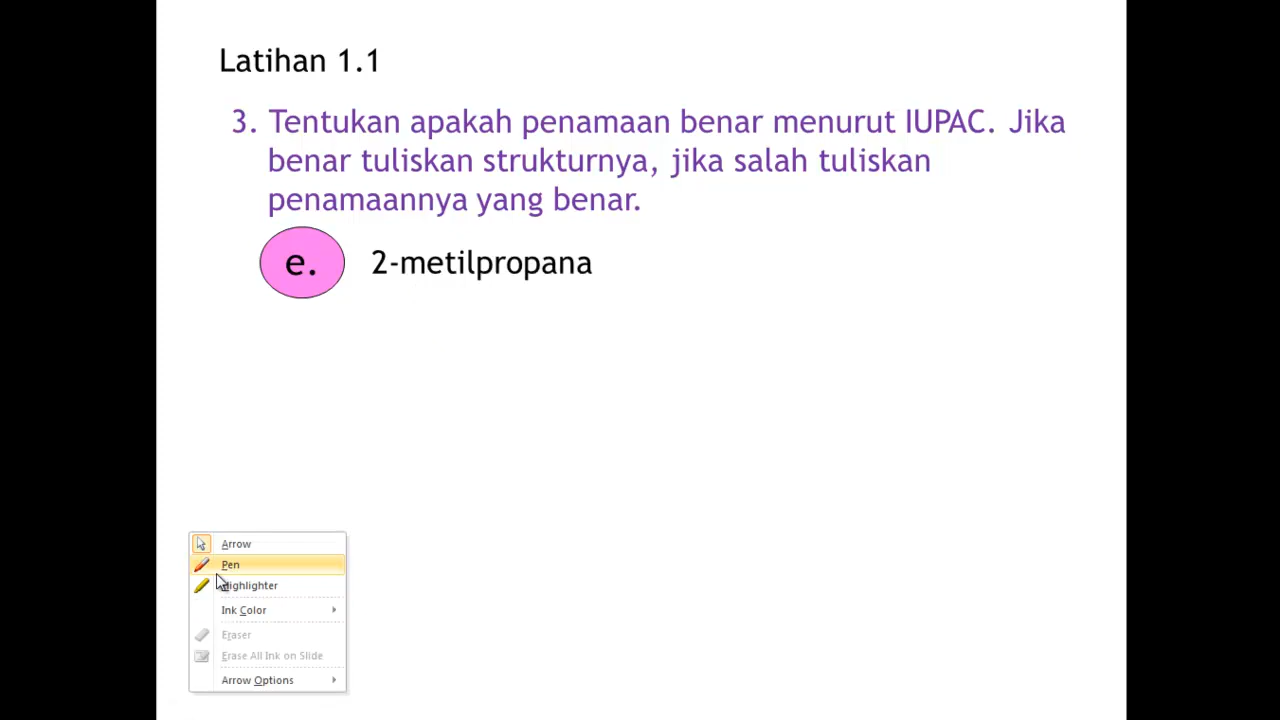 Latihan 1.1
3. Tentukan apakah penamaan benar menurut IUPAC. Jika
benar tuliskan strukturnya, jika salah tuliskan
penamaannya yang benar.
e. 2-metilpropana
Arrow
Pen
Highlighter
Ink Color
Eraser
Erase All Ink on Slide
Arrow Options